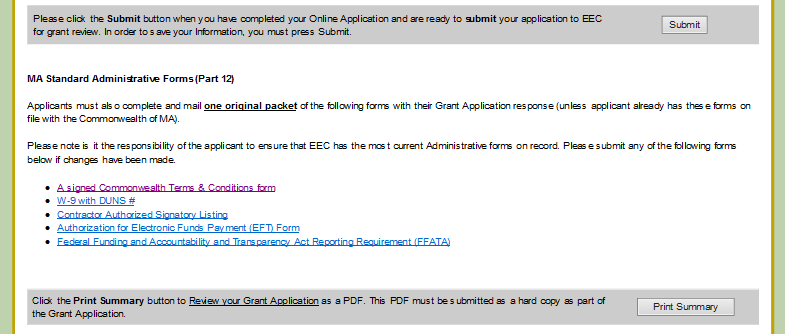 Please click the Submit button when you have completed your Online Application and are ready to submit your application to EEC
for grant review. In order to save your Information, you must press Submit.
Submit
MA Standard Administrative Forms (Part 12)
Applicants must also complete and mail one original packet of the following forms with their Grant Application response (unless applicant already has these forms on
file with the Commonwealth of MA).
Please note is it the responsibility of the applicant to ensure that EEC has the most current Administrative forms on record. Please submit any of the following forms
below if changes have been made.
• A signed Commonwealth Terms & Conditions form
• W-9 with DUNS #
• Contractor Authorized Signatory Listing
• Authorization for Electronic Funds Payment (EFT) Form
• Federal Funding and Accountability and Transparency Act Reporting Requirement (FFATA)
Click the Print Summary button to Review your Grant Application as a PDF. This PDF must be submitted as a hard copy as part of
the Grant Application.
Print Summary